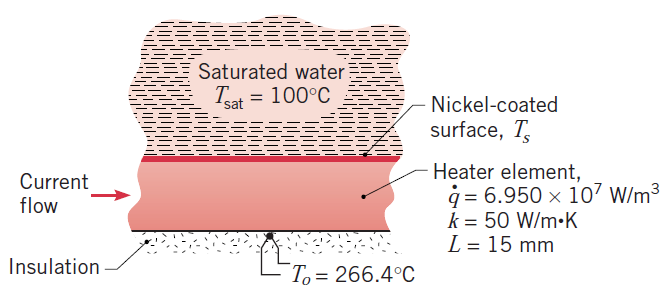 Saturated water
Tsat = 100°C
Nickel-coated
surface, Ts
Heater element,
q̇ = 6.950 × 10⁷ W/m³
k = 50 W/m•K
L = 15 mm
Current
flow
Insulation
To = 266.4°C